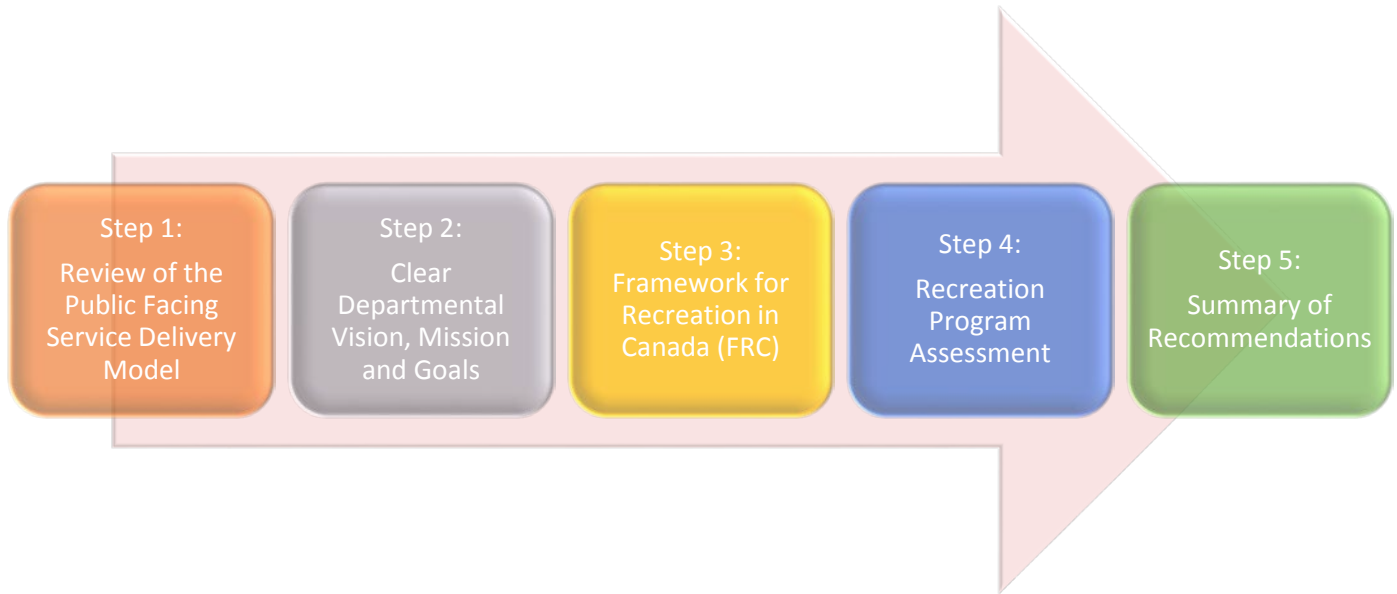 Step 1:
Review of the
Public Facing
Service Delivery
Model
Step 2:
Clear
Departmental
Vision, Mission
and Goals
Step 3:
Framework for
Recreation in
Canada (FRC)
Step 4:
Recreation
Program
Assessment
Step 5:
Summary of
Recommendations